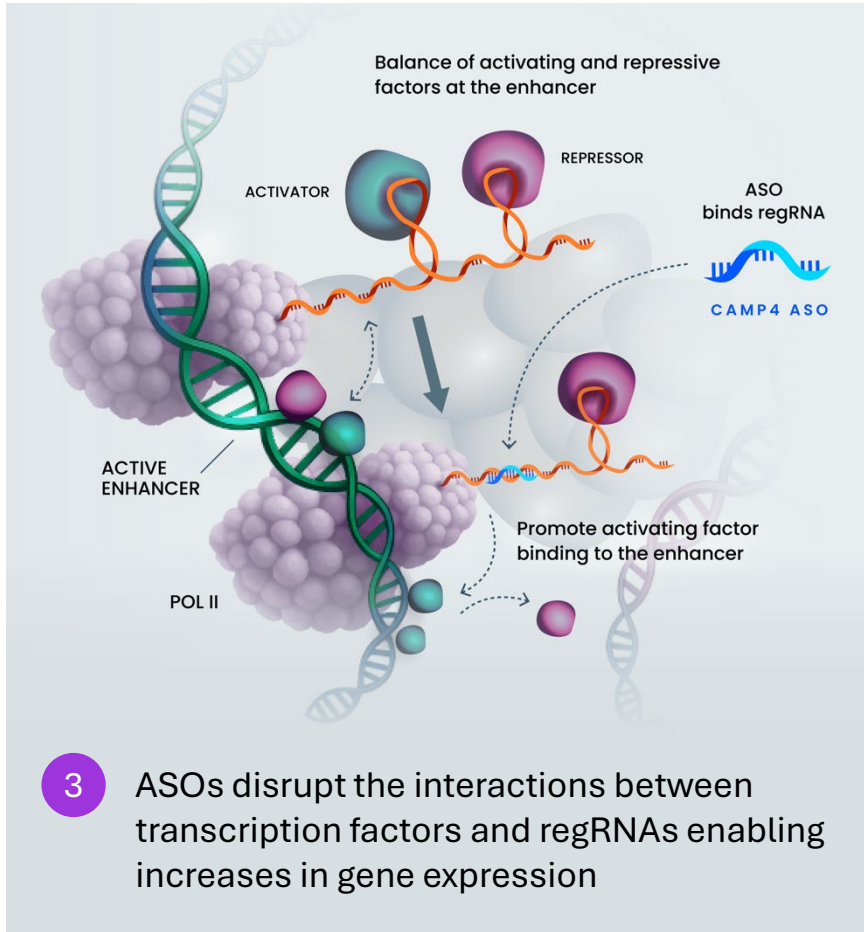 Balance of activating and repressive
factors at the enhancer
ACTIVATOR
REPRESSOR
ASO
binds regRNA
CAMP4 ASO
ACTIVE
ENHANCER
Promote activating factor
binding to the enhancer
POL II
3
ASOs disrupt the interactions between
transcription factors and regRNAs enabling
increases in gene expression